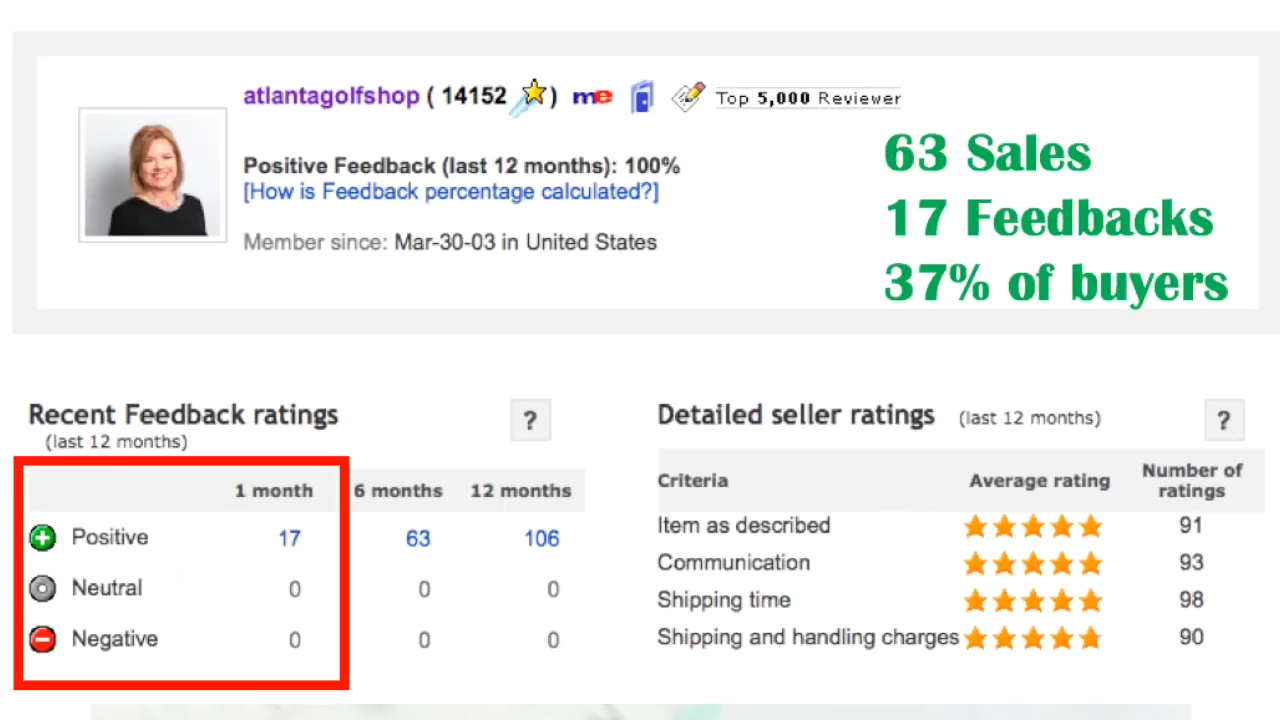 atlantagolfshop ( 14152 ) me Top 5,000 Reviewer
Positive Feedback (last 12 months): 100%
[How is Feedback percentage calculated?]
Member since: Mar-30-03 in United States
63 Sales
17 Feedbacks
37% of buyers
Recent Feedback ratings ?
(last 12 months)
1 month 6 months 12 months
Positive 17 63 106
Neutral 0 0 0
Negative 0 0 0
Detailed seller ratings (last 12 months) ?
Criteria Average rating Number of ratings
Item as described 91
Communication 93
Shipping time 98
Shipping and handling charges 90